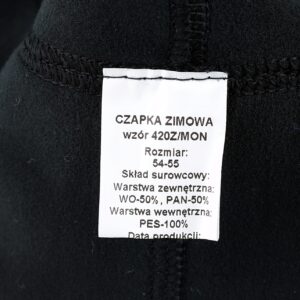 CZAPKA ZIMOWA
wzór 420Z/MON
Rozmiar:
54-55
Skład surowcowy:
Warstwa zewnętrzna:
WO-50%, PAN-50%
Warstwa wewnętrzna:
PES-100%
Data produkcji: